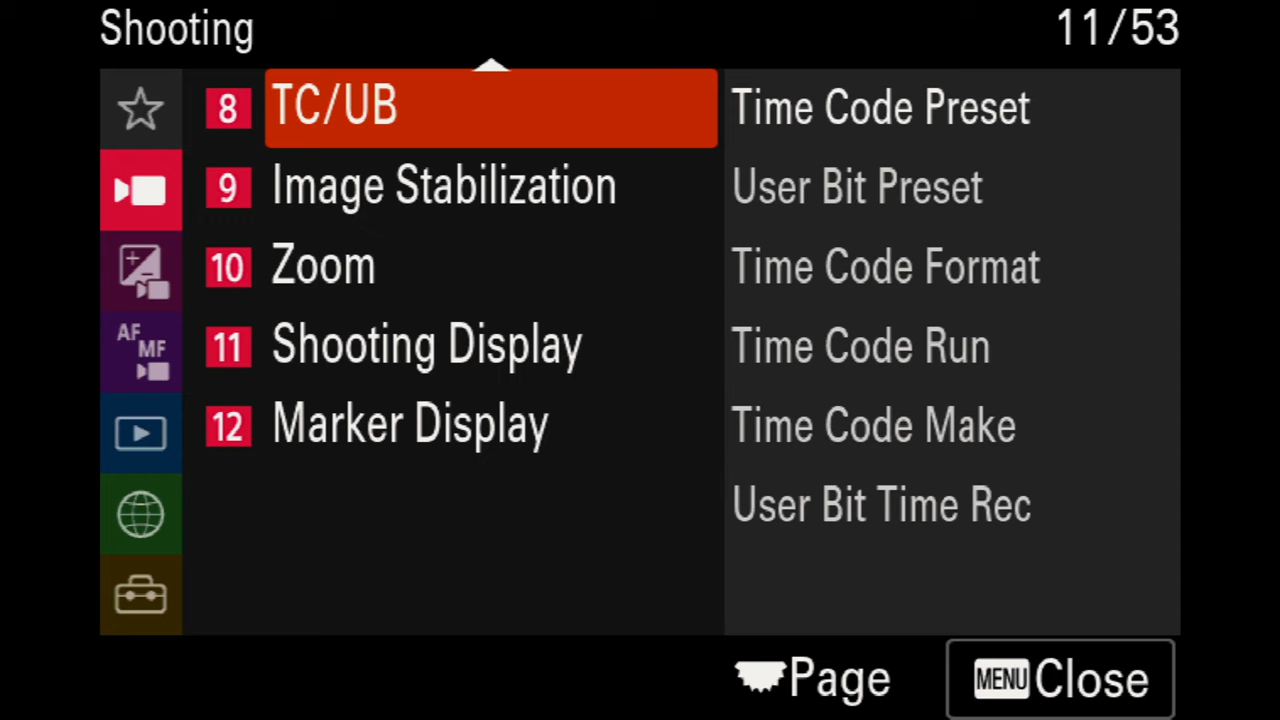 Shooting 11/53
8 TC/UB Time Code Preset
9 Image Stabilization User Bit Preset
10 Zoom Time Code Format
11 Shooting Display Time Code Run
AF MF
12 Marker Display Time Code Make
User Bit Time Rec
Page MENU Close